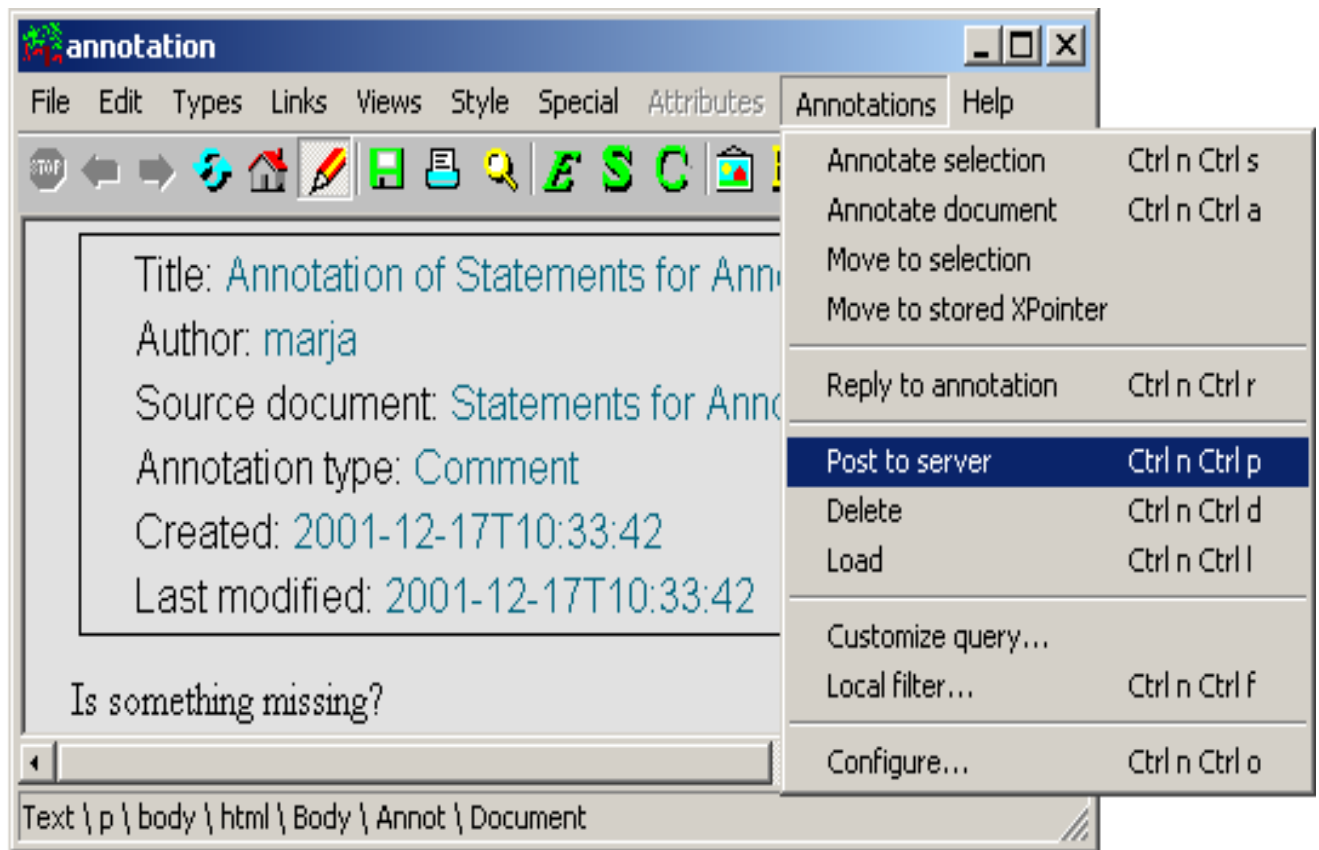 annotation
File Edit Types Links Views Style Special Attributes Annotations Help
STOP E S C
Annotate selection Ctrl n Ctrl s
Annotate document Ctrl n Ctrl a
Move to selection
Move to stored XPointer
Reply to annotation Ctrl n Ctrl r
Post to server Ctrl n Ctrl p
Delete Ctrl n Ctrl d
Load Ctrl n Ctrl l
Customize query...
Local filter... Ctrl n Ctrl f
Configure... Ctrl n Ctrl o
Title: Annotation of Statements for Ann
Author: marja
Source document: Statements for Anno
Annotation type: Comment
Created: 2001-12-17T10:33:42
Last modified: 2001-12-17T10:33:42
Is something missing?
Text \ p \ body \ html \ Body \ Annot \ Document